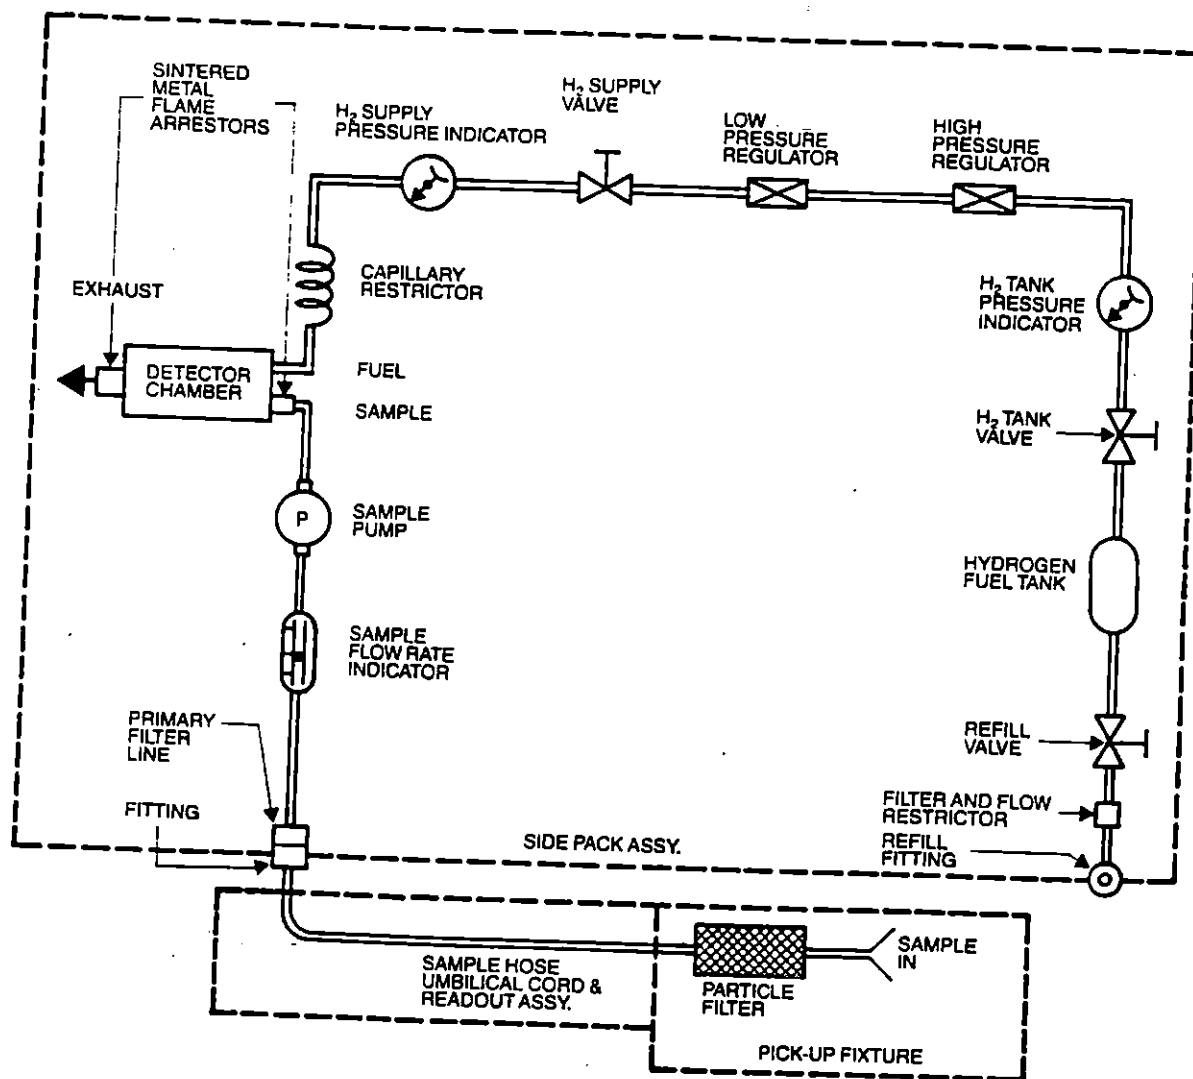 SINTERED
METAL
FLAME
ARRESTORS
H₂ SUPPLY
PRESSURE INDICATOR
H₂ SUPPLY
VALVE
LOW
PRESSURE
REGULATOR
HIGH
PRESSURE
REGULATOR
EXHAUST
CAPILLARY
RESTRICTOR
H₂ TANK
PRESSURE
INDICATOR
DETECTOR
CHAMBER
FUEL
SAMPLE
H₂ TANK
VALVE
P
SAMPLE
PUMP
HYDROGEN
FUEL TANK
SAMPLE
FLOW RATE
INDICATOR
PRIMARY
FILTER
LINE
REFILL
VALVE
FITTING
FILTER AND FLOW
RESTRICTOR
SIDE PACK ASSY.
REFILL
FITTING
SAMPLE HOSE
UMBILICAL CORD &
READOUT ASSY.
PARTICLE
FILTER
SAMPLE
IN
PICK-UP FIXTURE